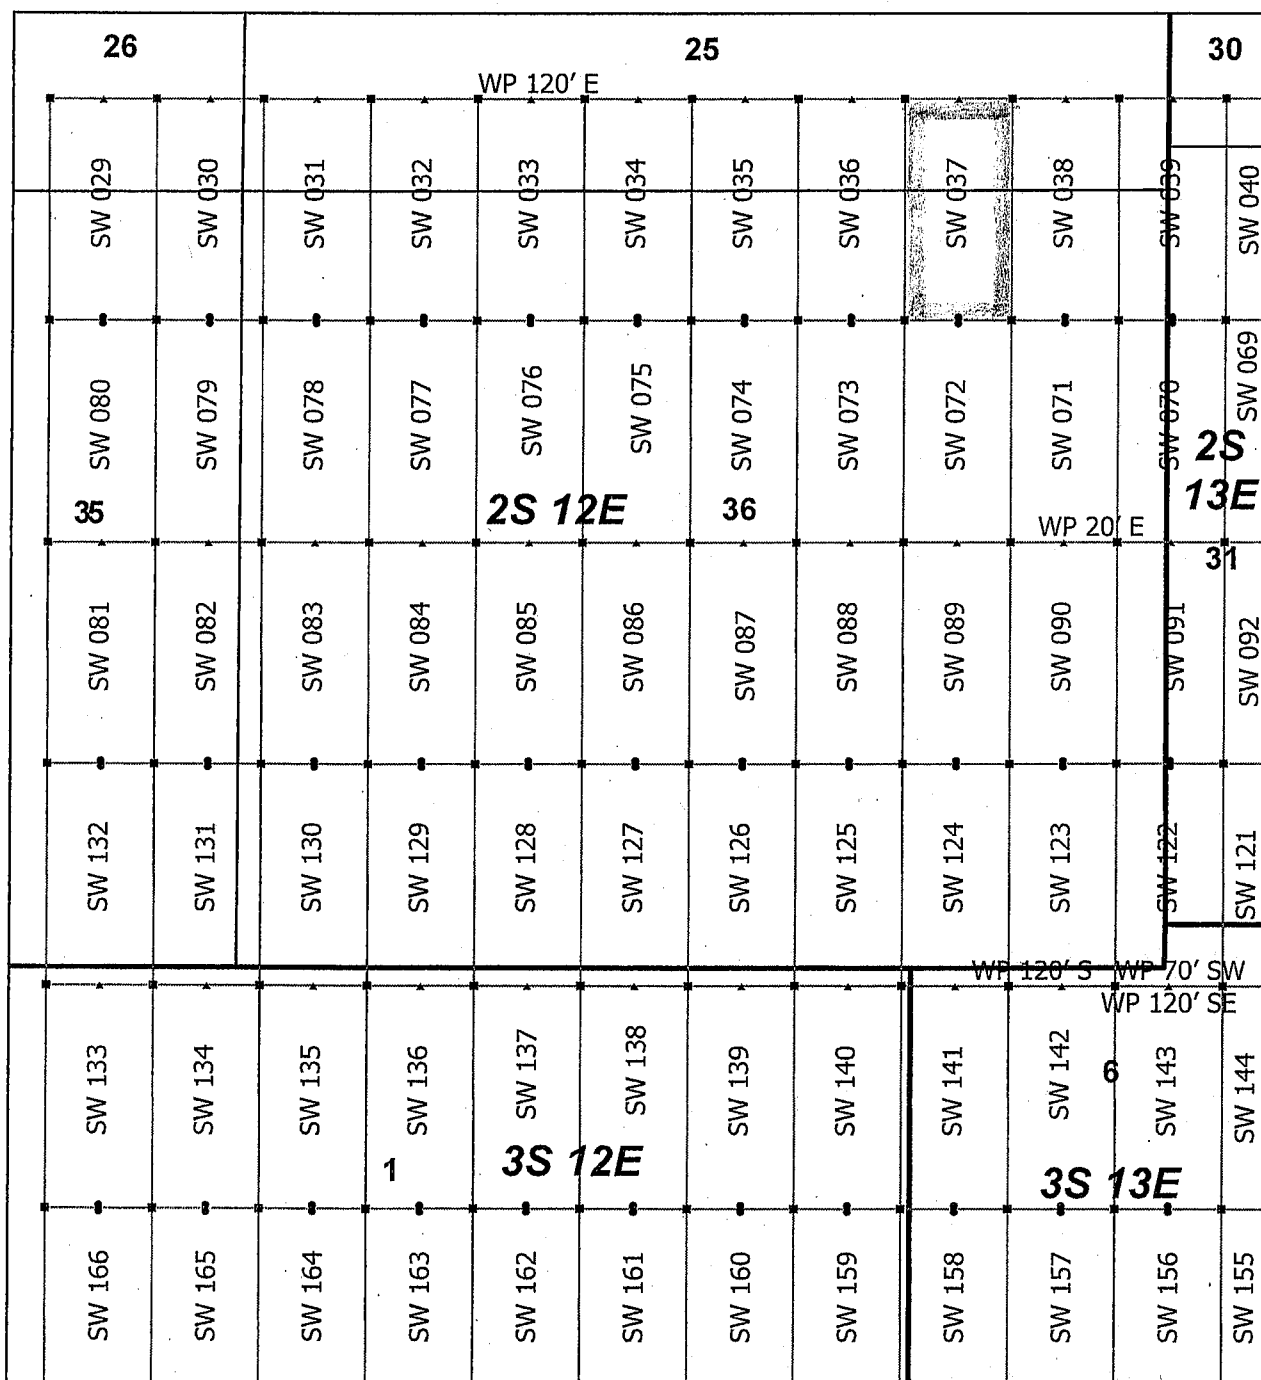 26
25
30
WP 120' E
SW 029
SW 030
SW 031
SW 032
SW 033
SW 034
SW 035
SW 036
SW 037
SW 038
SW 039
SW 040
SW 080
SW 079
SW 078
SW 077
SW 076
SW 075
SW 074
SW 073
SW 072
SW 071
SW 070
SW 069
2S
13E
35
2S 12E
36
WP 20' E
31
SW 081
SW 082
SW 083
SW 084
SW 085
SW 086
SW 087
SW 088
SW 089
SW 090
SW 091
SW 092
SW 132
SW 131
SW 130
SW 129
SW 128
SW 127
SW 126
SW 125
SW 124
SW 123
SW 122
SW 121
WP 120' S
WP 70' SW
WP 120' SE
SW 133
SW 134
SW 135
SW 136
SW 137
SW 138
SW 139
SW 140
SW 141
SW 142
6
SW 143
SW 144
1
3S 12E
3S 13E
SW 166
SW 165
SW 164
SW 163
SW 162
SW 161
SW 160
SW 159
SW 158
SW 157
SW 156
SW 155